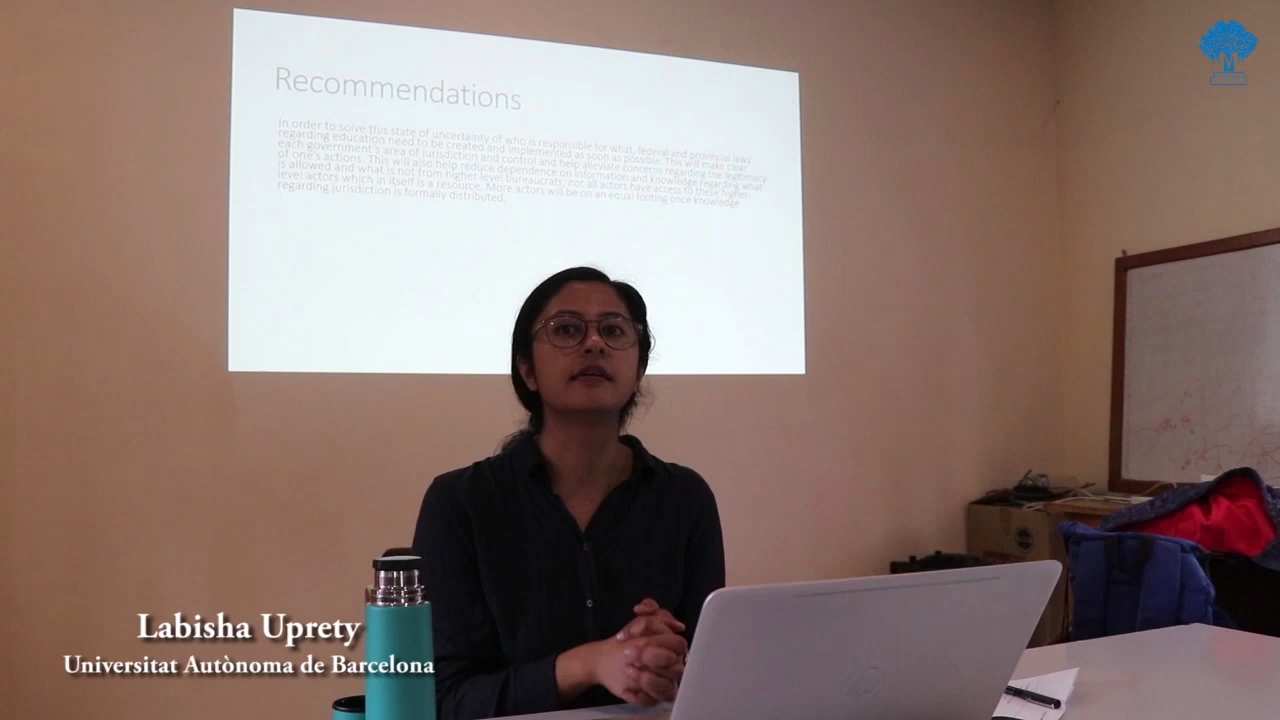 Recommendations
In order to solve this state of uncertainty of who is responsible for what, federal and provincial laws
regarding education need to be created and implemented as soon as possible. This will make clear
each government's area of jurisdiction and control and help alleviate concerns regarding the legitimacy
of one's actions. This will also help reduce dependence on information and knowledge regarding what
is allowed and what is not from higher level bureaucrats; not all actors have access to these higher-
level actors which in itself is a resource. More actors will be on an equal footing once knowledge
regarding jurisdiction is formally distributed.
Labisha Uprety
Universitat Autònoma de Barcelona